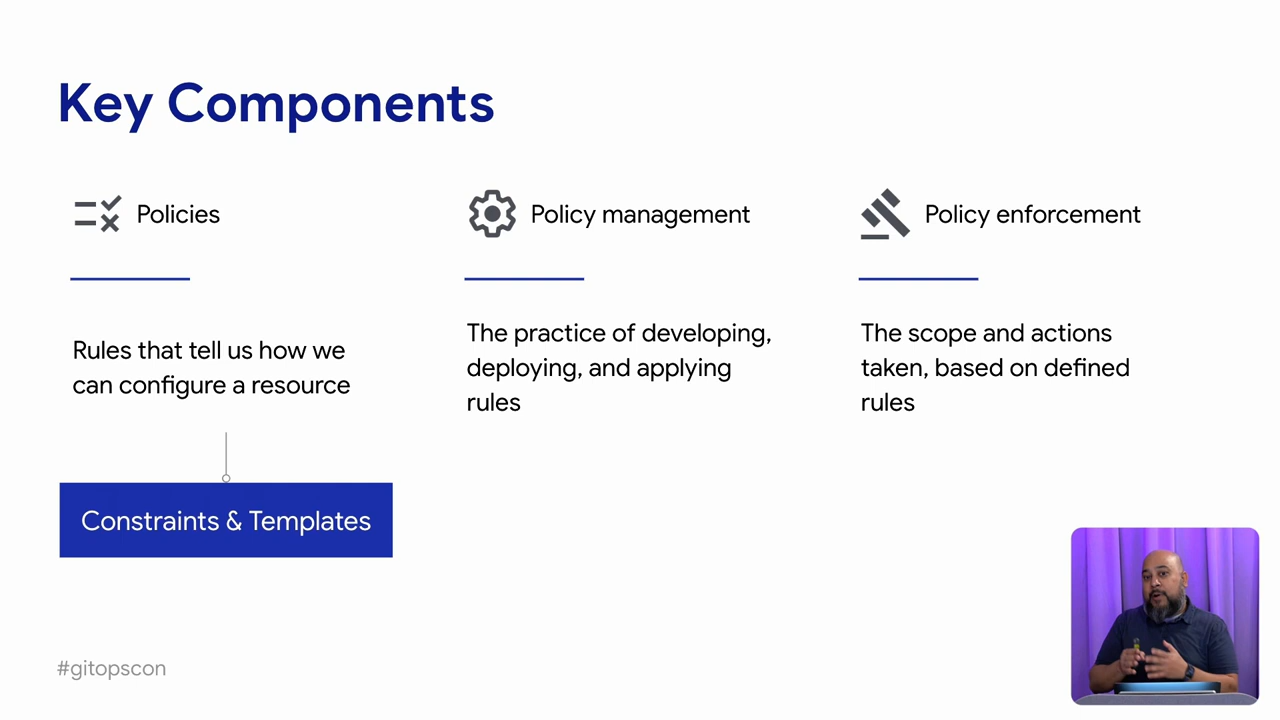 Key Components
Policies
Rules that tell us how we
can configure a resource
Constraints & Templates
Policy management
The practice of developing,
deploying, and applying
rules
Policy enforcement
The scope and actions
taken, based on defined
rules
#gitopscon